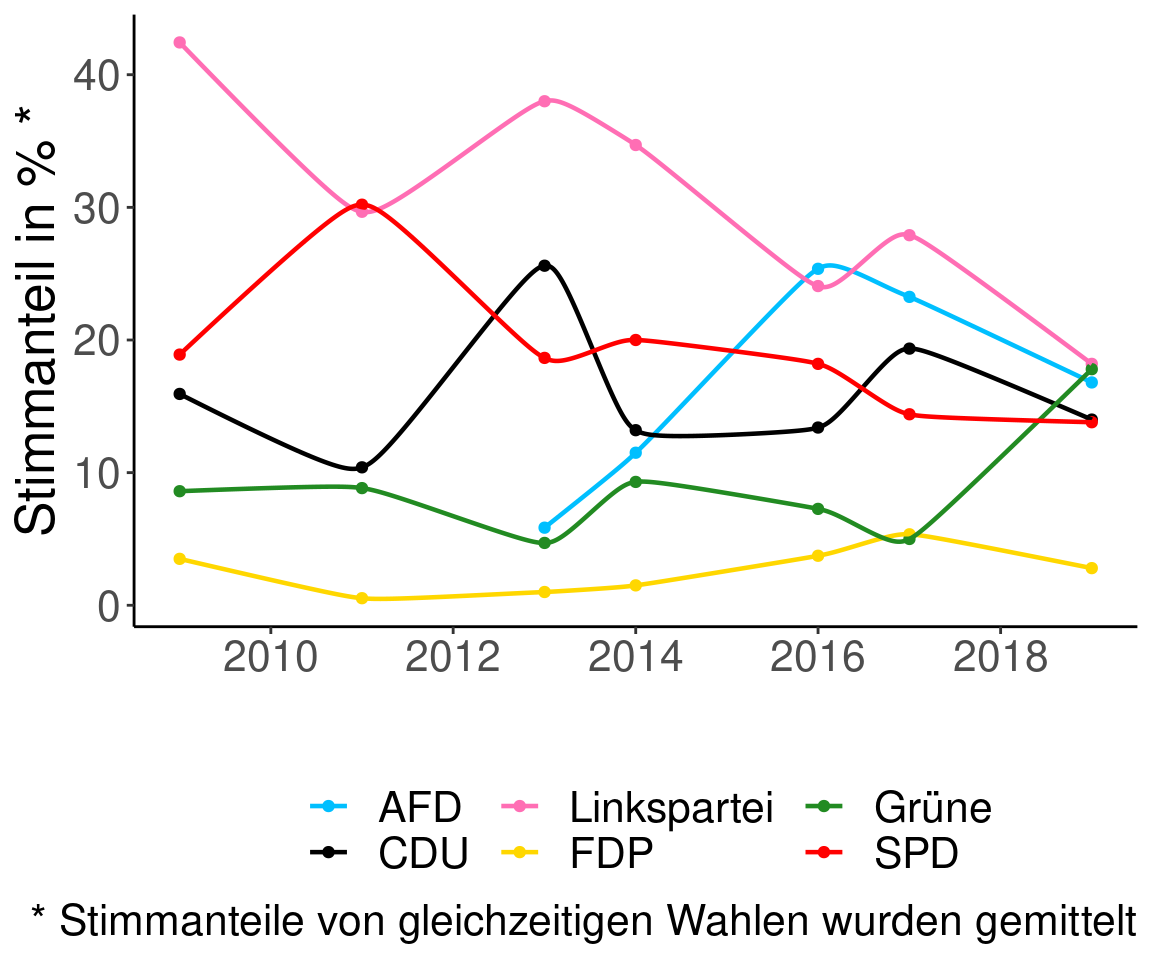 Stimmanteil in % *
40
30
20
10
0
2010 2012 2014 2016 2018
AFD Linkspartei Grüne
CDU FDP SPD
* Stimmanteile von gleichzeitigen Wahlen wurden gemittelt